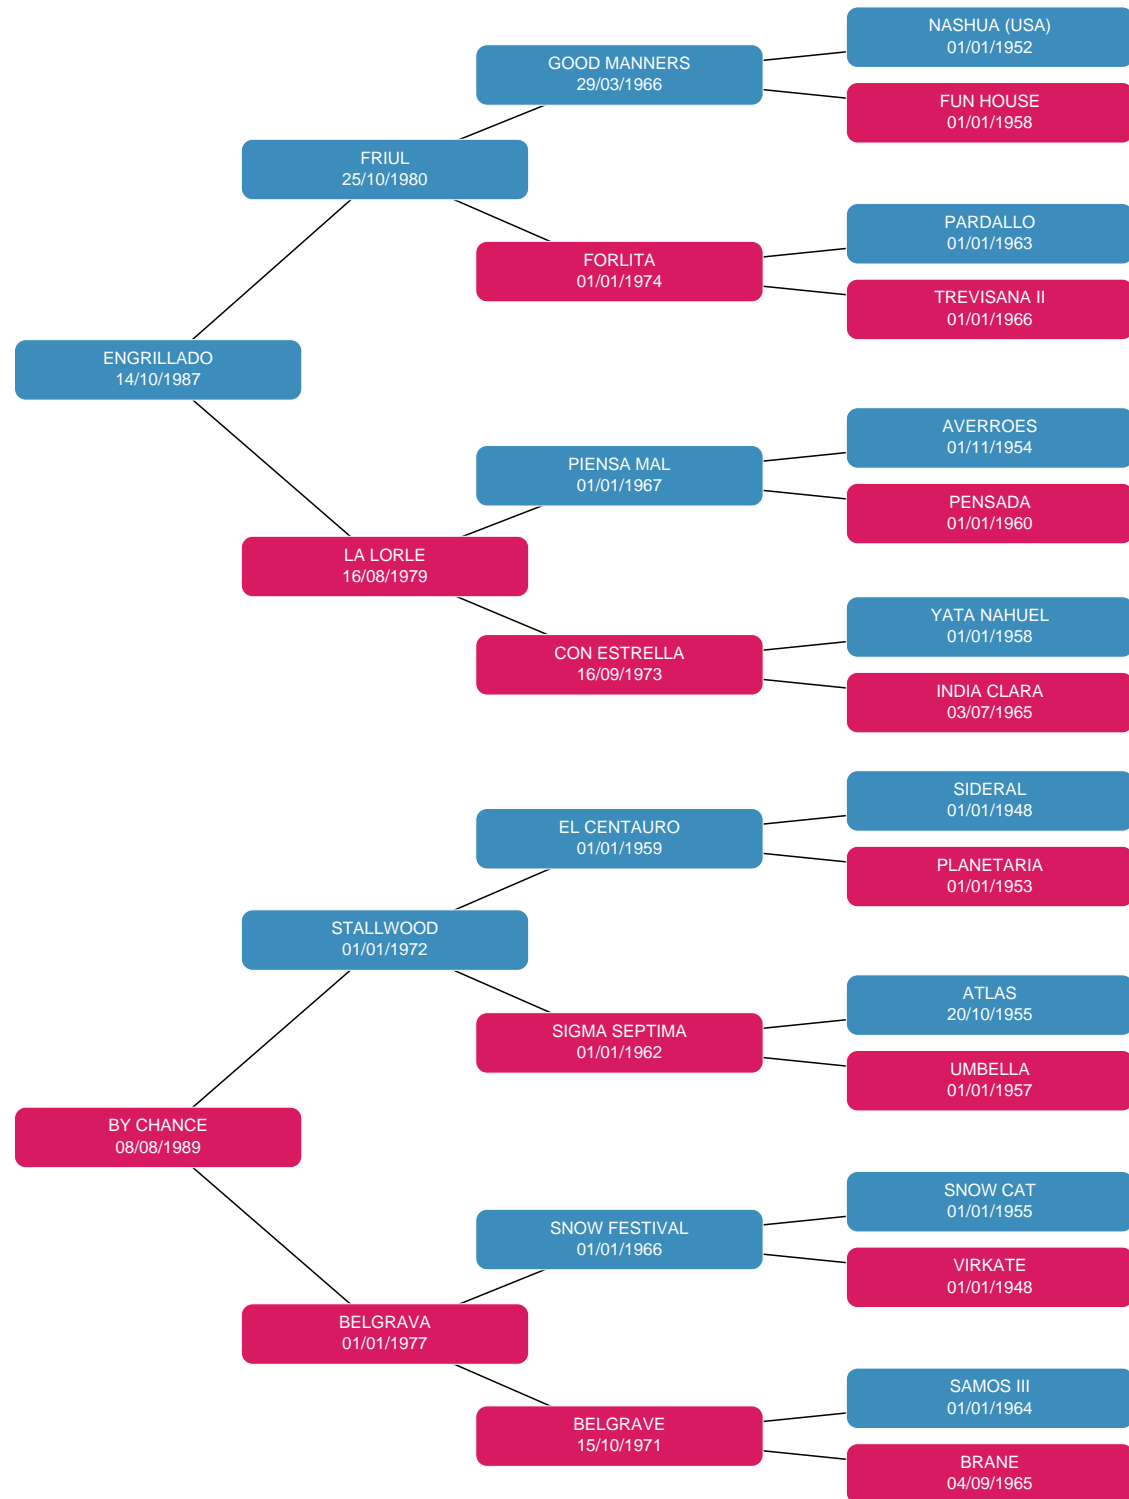 NASHUA (USA)
01/01/1952
GOOD MANNERS
29/03/1966
FUN HOUSE
01/01/1958
FRIUL
25/10/1980
PARDALLO
01/01/1963
FORLITA
01/01/1974
TREVISANA II
01/01/1966
ENGRILLADO
14/10/1987
AVERROES
01/11/1954
PIENSA MAL
01/01/1967
PENSADA
01/01/1960
LA LORLE
16/08/1979
YATA NAHUEL
01/01/1958
CON ESTRELLA
16/09/1973
INDIA CLARA
03/07/1965
SIDERAL
01/01/1948
EL CENTAURO
01/01/1959
PLANETARIA
01/01/1953
STALLWOOD
01/01/1972
ATLAS
20/10/1955
SIGMA SEPTIMA
01/01/1962
UMBELLA
01/01/1957
BY CHANCE
08/08/1989
SNOW CAT
01/01/1955
SNOW FESTIVAL
01/01/1966
VIRKATE
01/01/1948
BELGRAVA
01/01/1977
SAMOS III
01/01/1964
BELGRAVE
15/10/1971
BRANE
04/09/1965